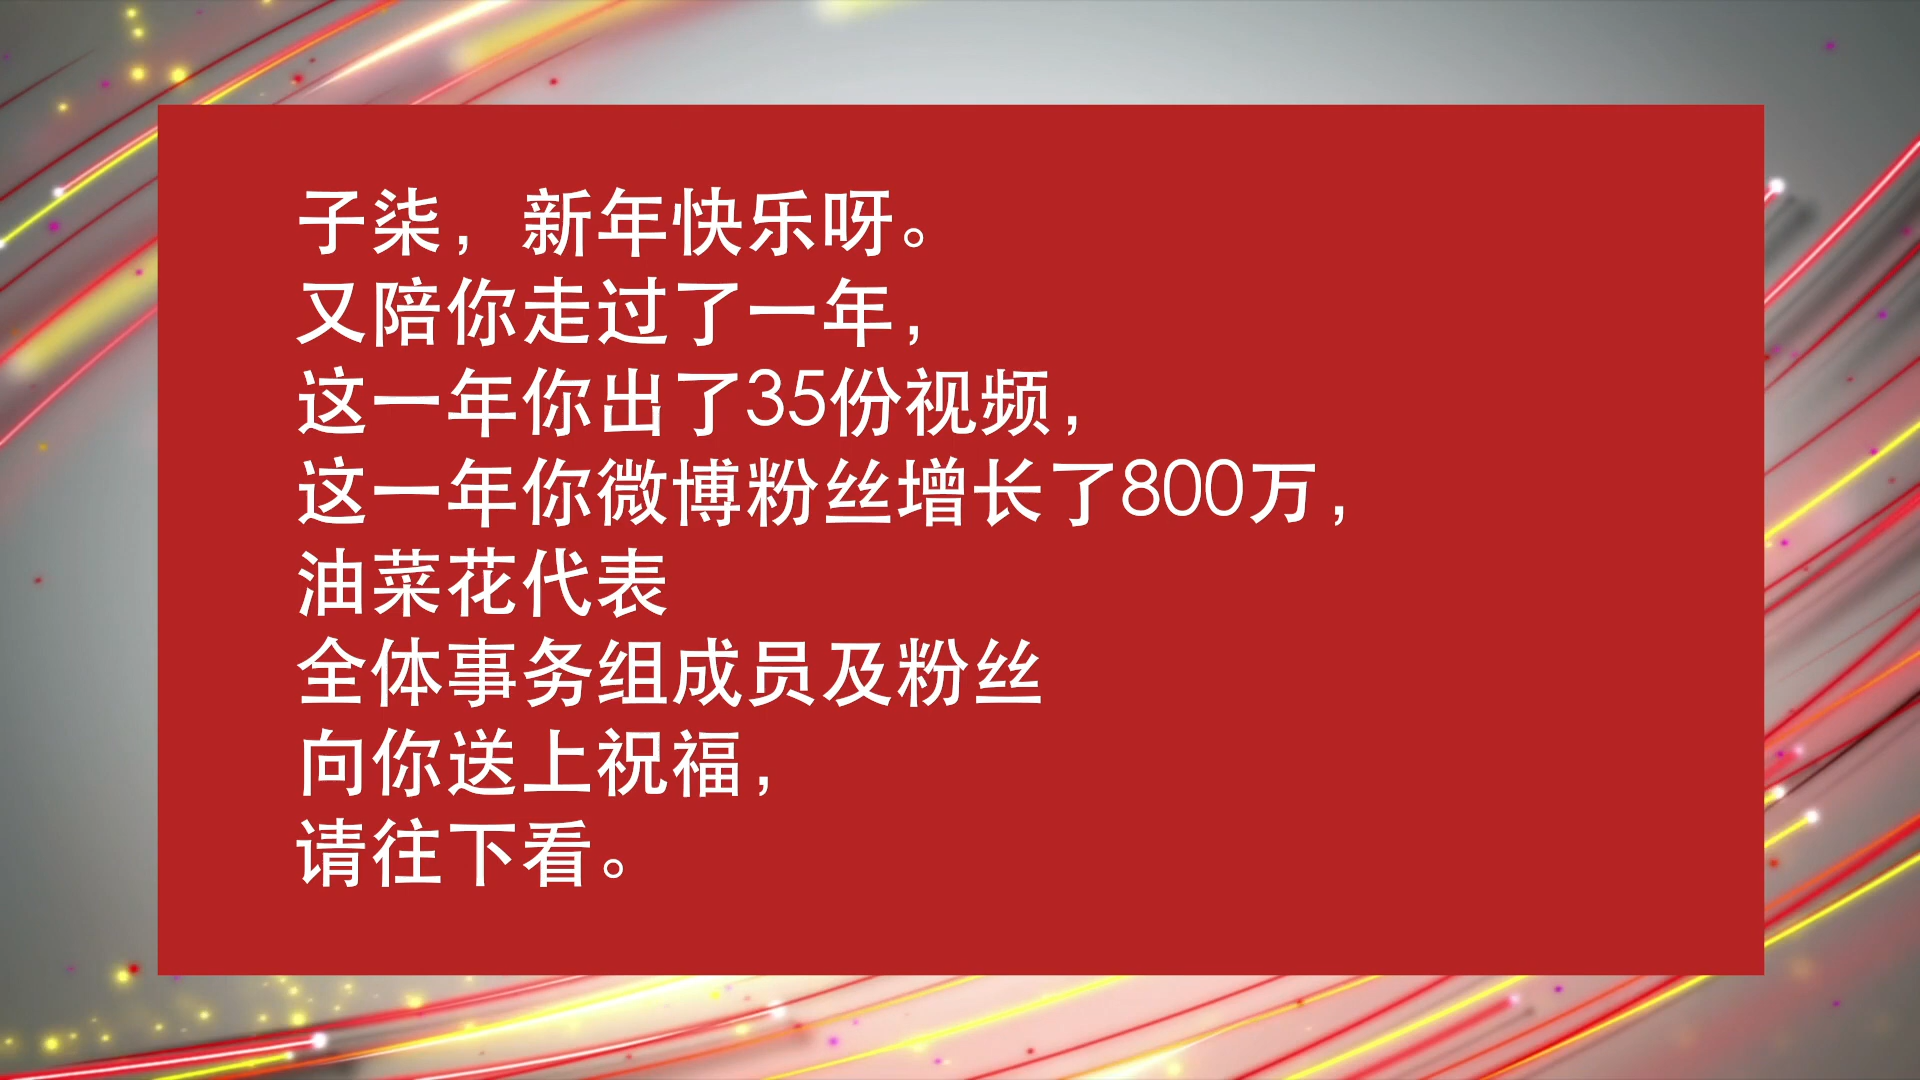 子柒，新年快乐呀。
又陪你走过了一年，
这一年你出了35份视频，
这一年你微博粉丝增长了800万，
油菜花代表
全体事务组成员及粉丝
向你送上祝福，
请往下看。